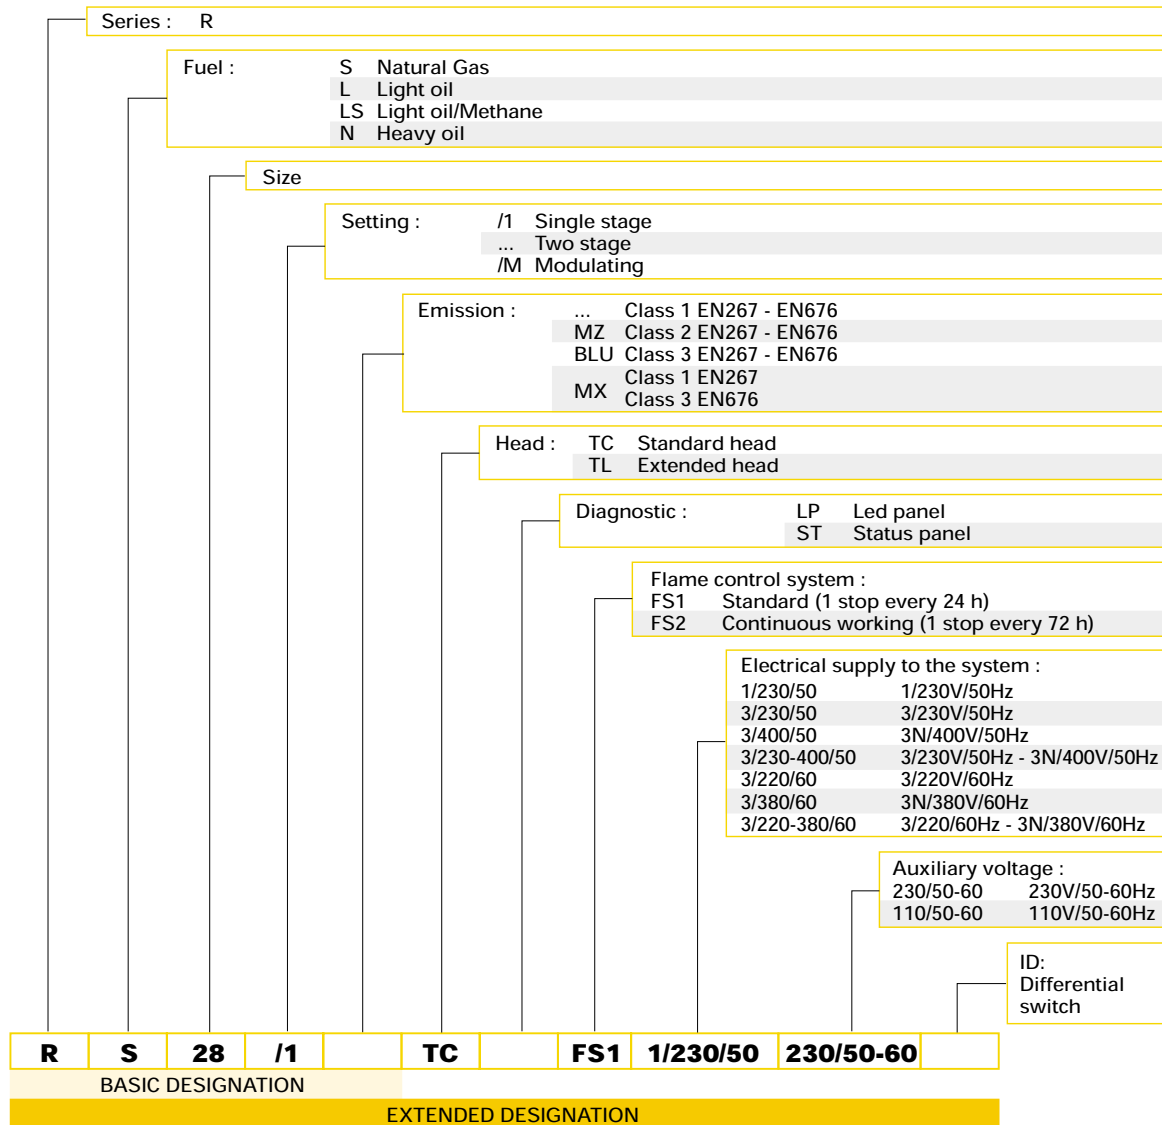 Series : R
Fuel : S Natural Gas
L Light oil
LS Light oil/Methane
N Heavy oil
Size
Setting : /1 Single stage
... Two stage
/M Modulating
Emission : ... Class 1 EN267 - EN676
MZ Class 2 EN267 - EN676
BLU Class 3 EN267 - EN676
MX Class 1 EN267
Class 3 EN676
Head : TC Standard head
TL Extended head
Diagnostic : LP Led panel
ST Status panel
Flame control system :
FS1 Standard (1 stop every 24 h)
FS2 Continuous working (1 stop every 72 h)
Electrical supply to the system :
1/230/50 1/230V/50Hz
3/230/50 3/230V/50Hz
3/400/50 3N/400V/50Hz
3/230-400/50 3/230V/50Hz - 3N/400V/50Hz
3/220/60 3/220V/60Hz
3/380/60 3N/380V/60Hz
3/220-380/60 3/220/60Hz - 3N/380V/60Hz
Auxiliary voltage :
230/50-60 230V/50-60Hz
110/50-60 110V/50-60Hz
ID:
Differential
switch
R S 28 /1 TC FS1 1/230/50 230/50-60
BASIC DESIGNATION
EXTENDED DESIGNATION